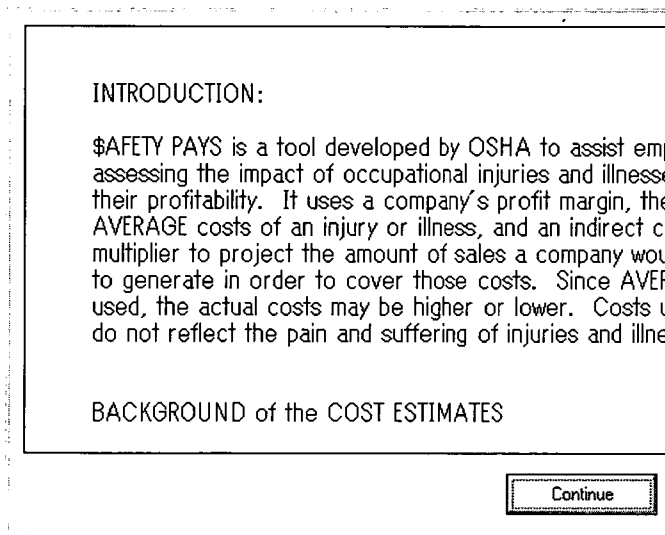 INTRODUCTION:
$AFETY PAYS is a tool developed by OSHA to assist emp
assessing the impact of occupational injuries and illnesse
their profitability. It uses a company's profit margin, the
AVERAGE costs of an injury or illness, and an indirect c
multiplier to project the amount of sales a company wou
to generate in order to cover those costs. Since AVER
used, the actual costs may be higher or lower. Costs u
do not reflect the pain and suffering of injuries and illne
BACKGROUND of the COST ESTIMATES
Continue